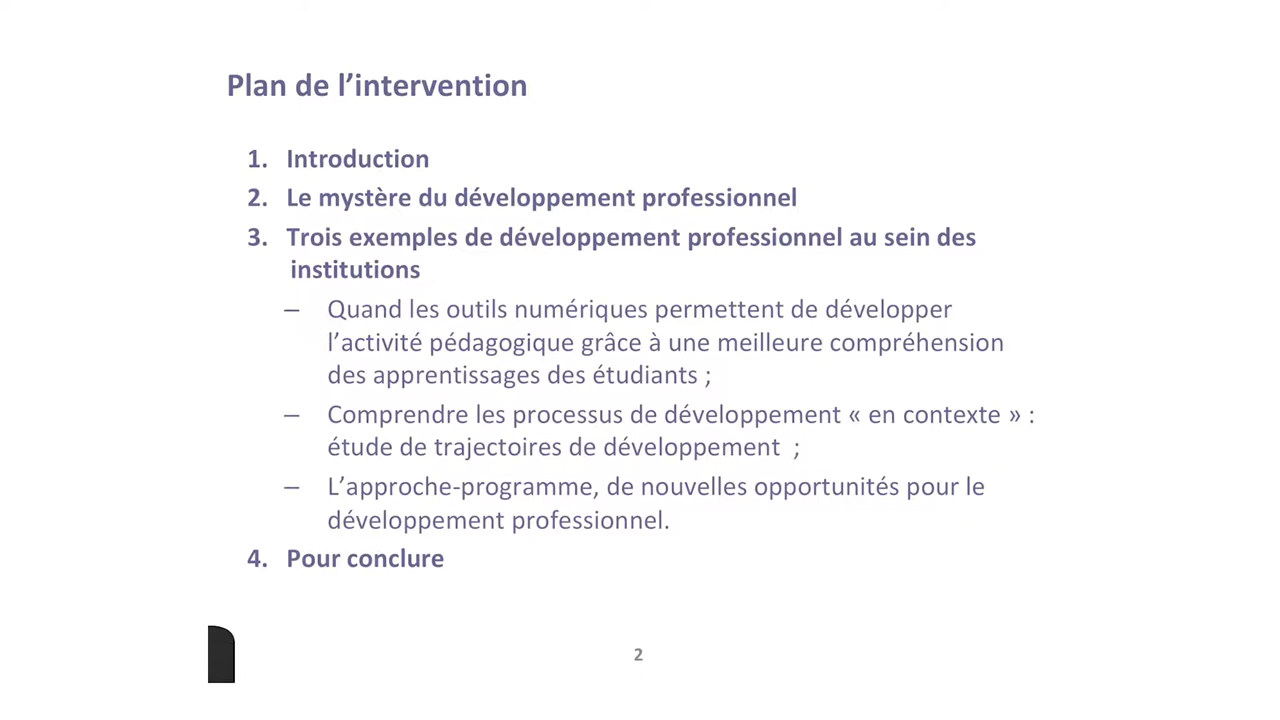 Plan de l’intervention
1. Introduction
2. Le mystère du développement professionnel
3. Trois exemples de développement professionnel au sein des
institutions
– Quand les outils numériques permettent de développer
l’activité pédagogique grâce à une meilleure compréhension
des apprentissages des étudiants ;
– Comprendre les processus de développement « en contexte » :
étude de trajectoires de développement ;
– L’approche-programme, de nouvelles opportunités pour le
développement professionnel.
4. Pour conclure
2